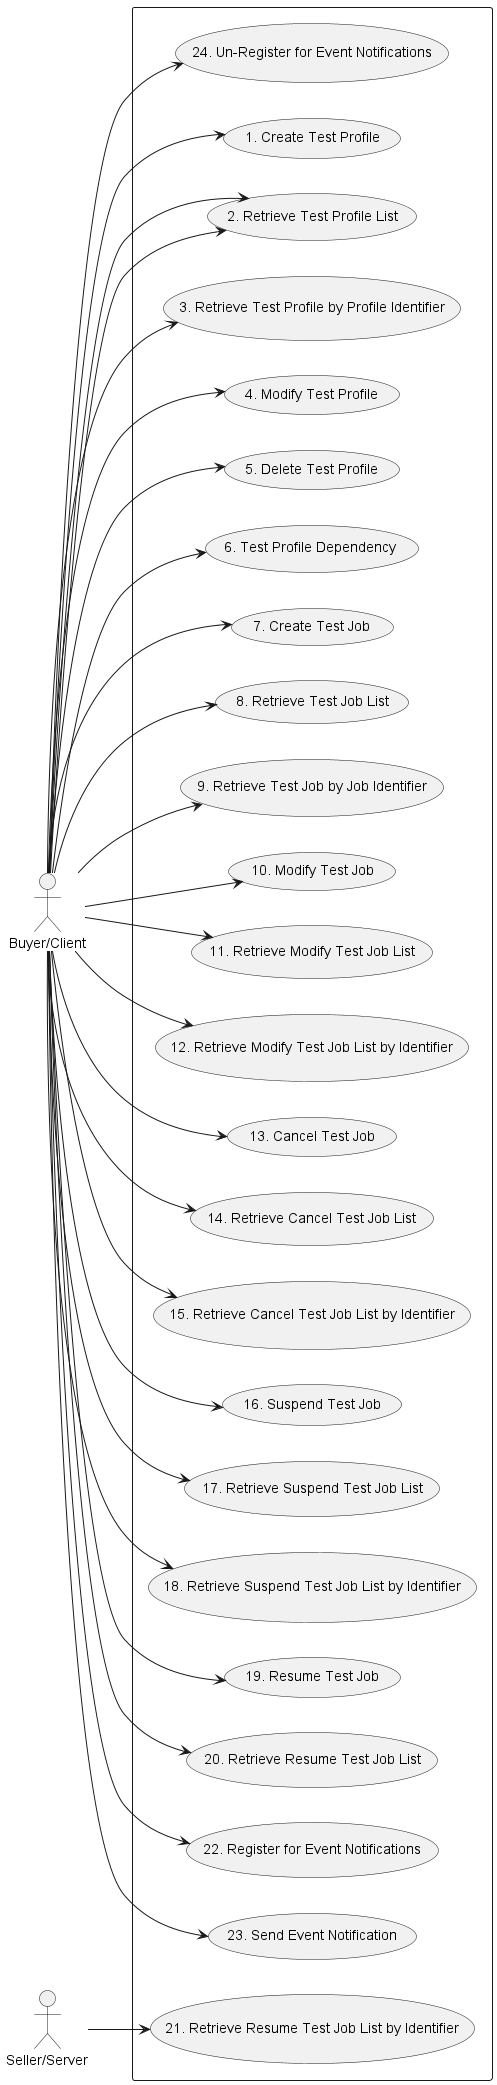 24. Un-Register for Event Notifications
1. Create Test Profile
2. Retrieve Test Profile List
3. Retrieve Test Profile by Profile Identifier
4. Modify Test Profile
5. Delete Test Profile
6. Test Profile Dependency
7. Create Test Job
8. Retrieve Test Job List
9. Retrieve Test Job by Job Identifier
10. Modify Test Job
Buyer/Client
11. Retrieve Modify Test Job List
12. Retrieve Modify Test Job List by Identifier
13. Cancel Test Job
14. Retrieve Cancel Test Job List
15. Retrieve Cancel Test Job List by Identifier
16. Suspend Test Job
17. Retrieve Suspend Test Job List
18. Retrieve Suspend Test Job List by Identifier
19. Resume Test Job
20. Retrieve Resume Test Job List
22. Register for Event Notifications
23. Send Event Notification
21. Retrieve Resume Test Job List by Identifier
Seller/Server